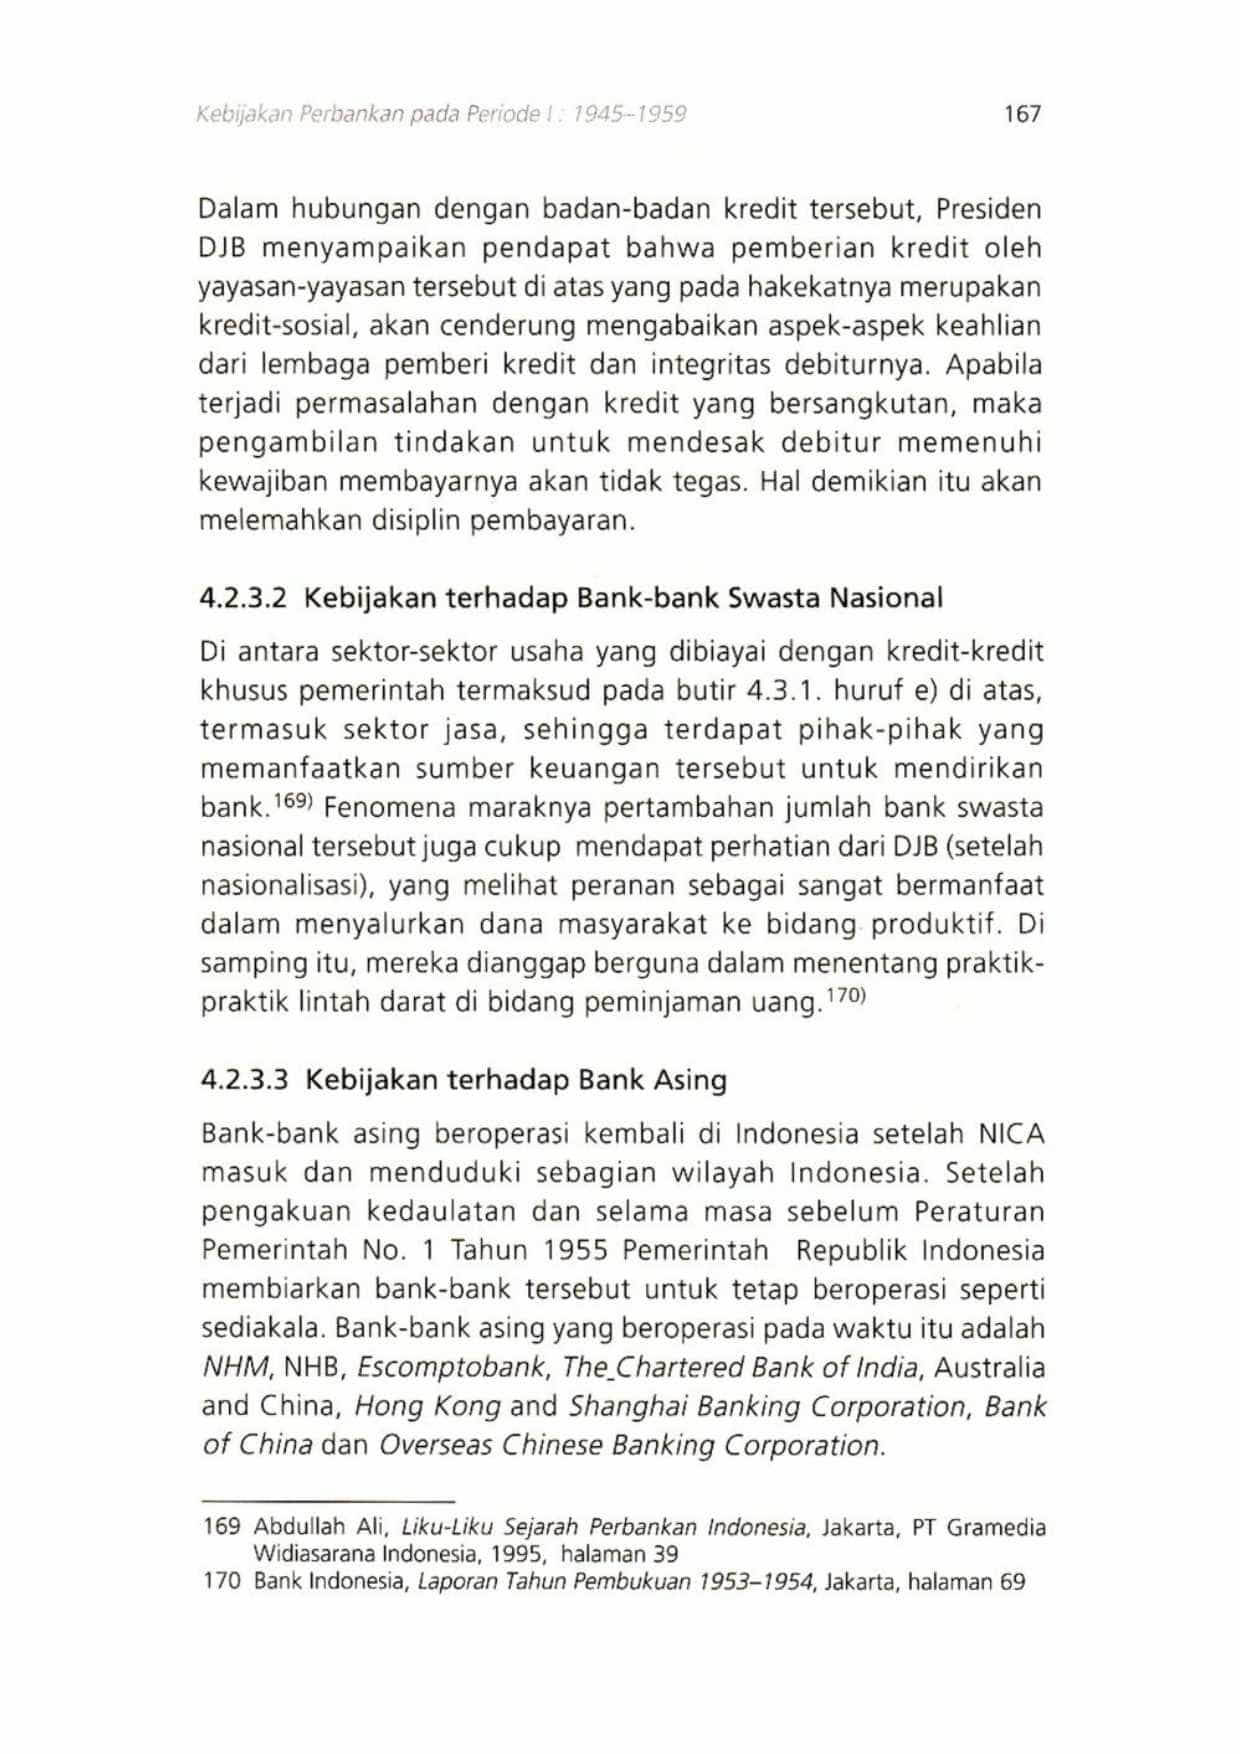 Kebijakan Perbankan pada Periode I : 1945–1959 167
Dalam hubungan dengan badan-badan kredit tersebut, Presiden
DJB menyampaikan pendapat bahwa pemberian kredit oleh
yayasan-yayasan tersebut di atas yang pada hakekatnya merupakan
kredit-sosial, akan cenderung mengabaikan aspek-aspek keahlian
dari lembaga pemberi kredit dan integritas debiturnya. Apabila
terjadi permasalahan dengan kredit yang bersangkutan, maka
pengambilan tindakan untuk mendesak debitur memenuhi
kewajiban membayarnya akan tidak tegas. Hal demikian itu akan
melemahkan disiplin pembayaran.
4.2.3.2 Kebijakan terhadap Bank-bank Swasta Nasional
Di antara sektor-sektor usaha yang dibiayai dengan kredit-kredit
khusus pemerintah termaksud pada butir 4.3.1. huruf e) di atas,
termasuk sektor jasa, sehingga terdapat pihak-pihak yang
memanfaatkan sumber keuangan tersebut untuk mendirikan
bank.169) Fenomena maraknya pertambahan jumlah bank swasta
nasional tersebut juga cukup mendapat perhatian dari DJB (setelah
nasionalisasi), yang melihat peranan sebagai sangat bermanfaat
dalam menyalurkan dana masyarakat ke bidang produktif. Di
samping itu, mereka dianggap berguna dalam menentang praktik-
praktik lintah darat di bidang peminjaman uang.170)
4.2.3.3 Kebijakan terhadap Bank Asing
Bank-bank asing beroperasi kembali di Indonesia setelah NICA
masuk dan menduduki sebagian wilayah Indonesia. Setelah
pengakuan kedaulatan dan selama masa sebelum Peraturan
Pemerintah No. 1 Tahun 1955 Pemerintah Republik Indonesia
membiarkan bank-bank tersebut untuk tetap beroperasi seperti
sediakala. Bank-bank asing yang beroperasi pada waktu itu adalah
NHM, NHB, Escomptobank, The_Chartered Bank of India, Australia
and China, Hong Kong and Shanghai Banking Corporation, Bank
of China dan Overseas Chinese Banking Corporation.
169 Abdullah Ali, Liku-Liku Sejarah Perbankan Indonesia, Jakarta, PT Gramedia
Widiasarana Indonesia, 1995, halaman 39
170 Bank Indonesia, Laporan Tahun Pembukuan 1953–1954, Jakarta, halaman 69